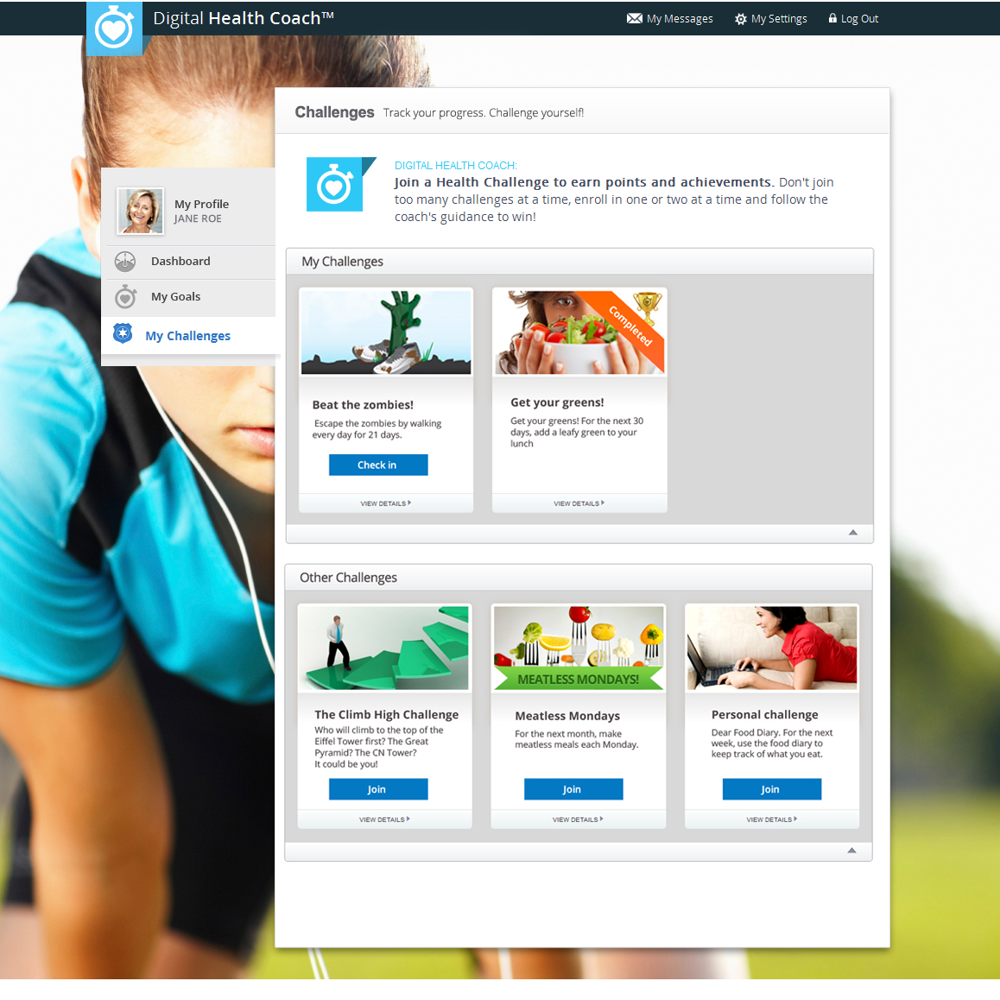 Digital Health Coach™
My Messages
My Settings
Log Out
Challenges Track your progress. Challenge yourself!
DIGITAL HEALTH COACH:
Join a Health Challenge to earn points and achievements. Don't join
too many challenges at a time, enroll in one or two at a time and follow the
coach's guidance to win!
My Profile
JANE ROE
Dashboard
My Goals
My Challenges
My Challenges
Beat the zombies!
Escape the zombies by walking
every day for 21 days.
Check in
VIEW DETAILS
Completed
Get your greens!
Get your greens! For the next 30
days, add a leafy green to your
lunch
VIEW DETAILS
Other Challenges
The Climb High Challenge
Who will climb to the top of the
Eiffel Tower first? The Great
Pyramid? The CN Tower?
It could be you!
Join
VIEW DETAILS
MEATLESS MONDAYS!
Meatless Mondays
For the next month, make
meatless meals each Monday.
Join
VIEW DETAILS
Personal challenge
Dear Food Diary. For the next
week, use the food diary to
keep track of what you eat.
Join
VIEW DETAILS